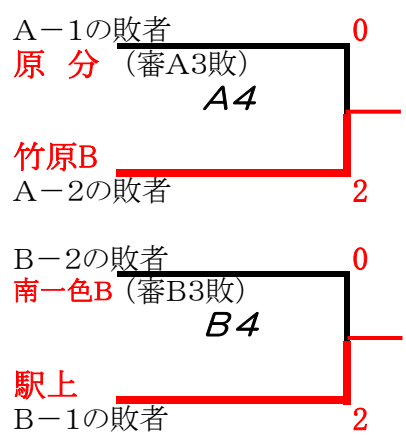 A－1の敗者 0
原 分 （審A3敗）
A4
竹原B
A－2の敗者 2
B－2の敗者 0
南一色B（審B3敗）
B4
駅上
B－1の敗者 2